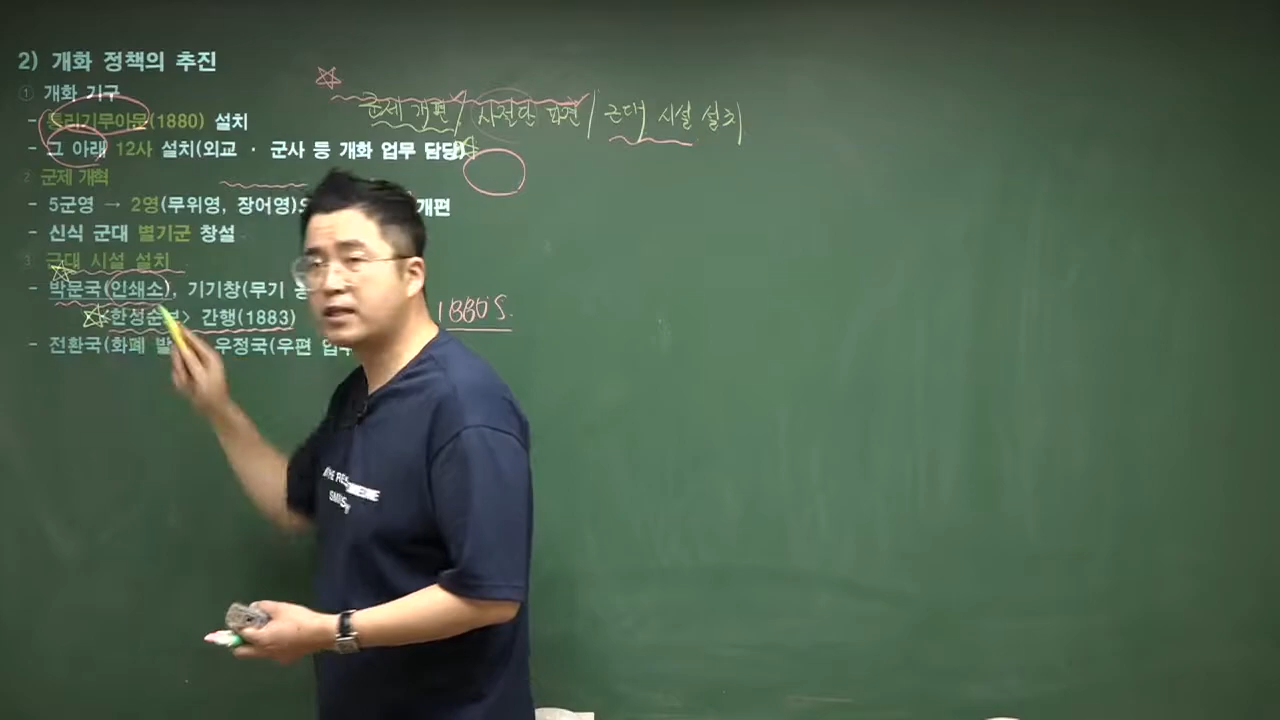 2) 개화 정책의 추진
① 개화 기구
- 통리기무아문(1880) 설치
- 그 아래 12사 설치(외교 · 군사 등 개화 업무 담당)
② 군제 개혁
- 5군영 → 2영(무위영, 장어영) 개편
- 신식 군대 별기군 창설
③ 근대 시설 설치
- 박문국(인쇄소), 기기창(무기
한성순보> 간행(1883)
- 전환국(화폐 발 우정국(우편 업무
군제 개편/ 사절단 파견/ 근대 시설 설치
1880's.
THE RES